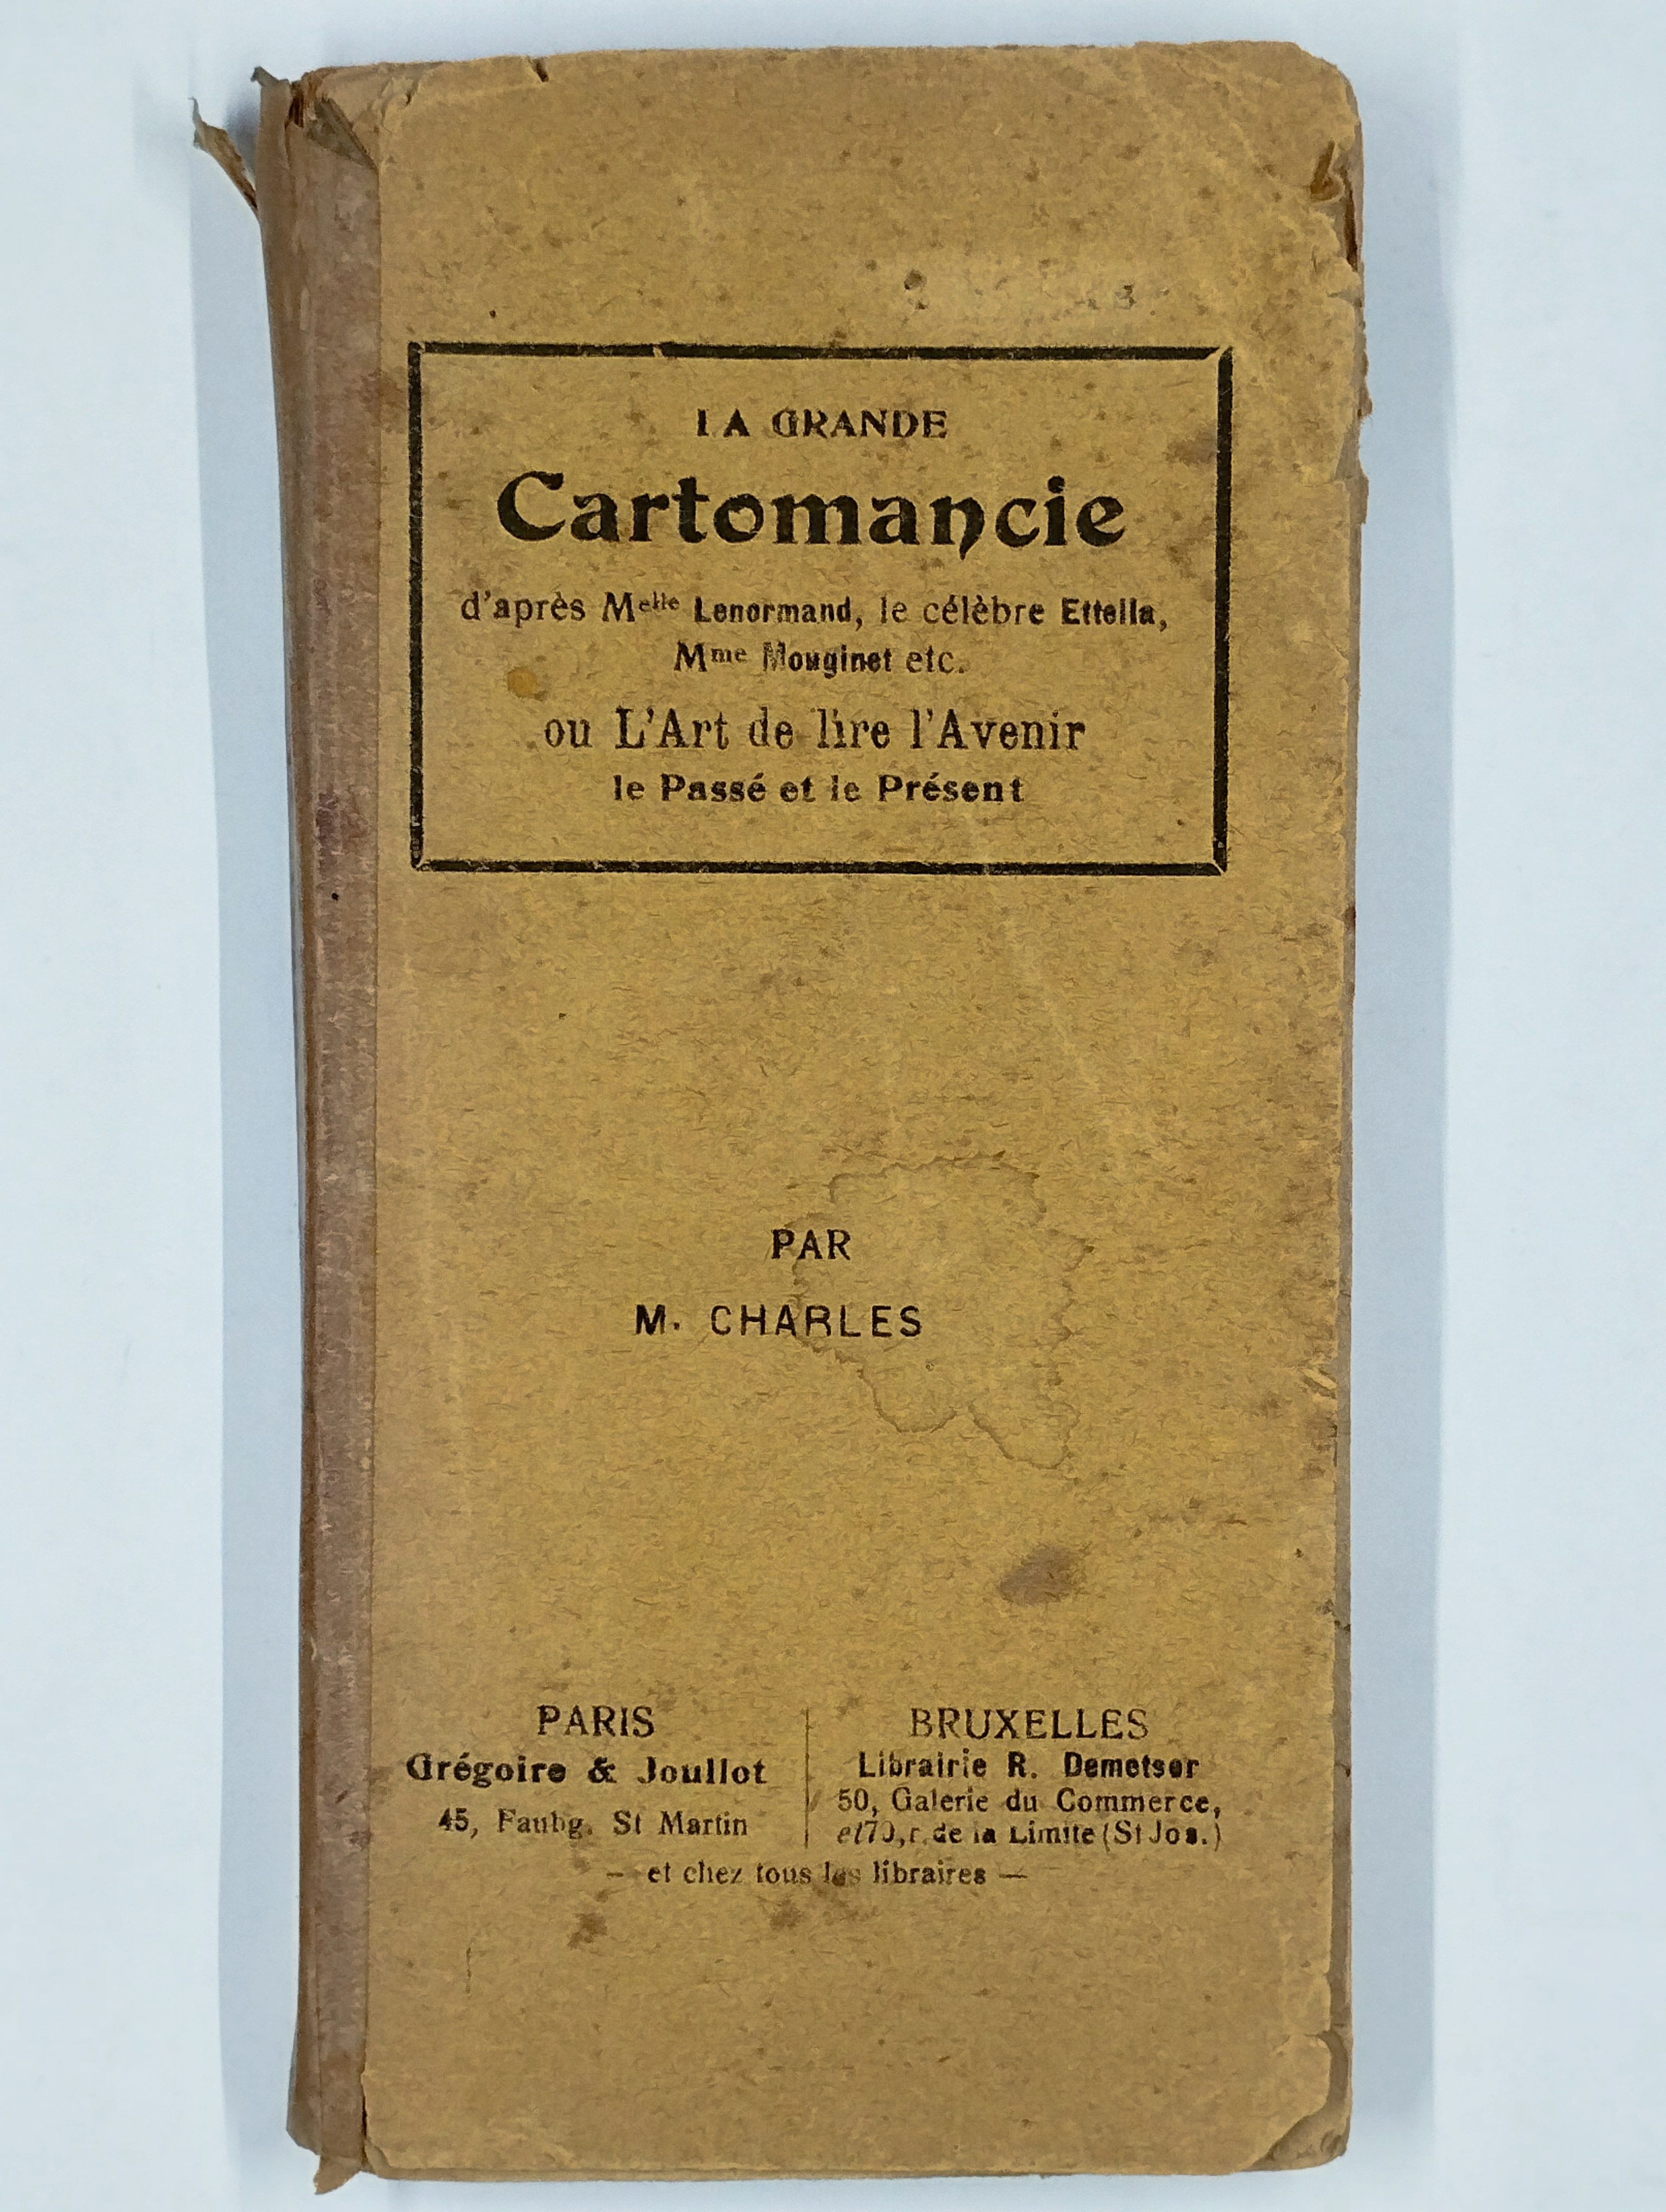 LA GRANDE
Cartomancie
d'après Melle Lenormand, le célèbre Etteila,
Mme Mouginet etc.
ou L'Art de lire l'Avenir
le Passé et le Présent
PAR
M. CHARLES
PARIS
Grégoire & Joullot
45, Faubg. St Martin
BRUXELLES
Librairie R. Demetser
50, Galerie du Commerce,
et 70, r. de la Limite (St Jos.)
— et chez tous les libraires —